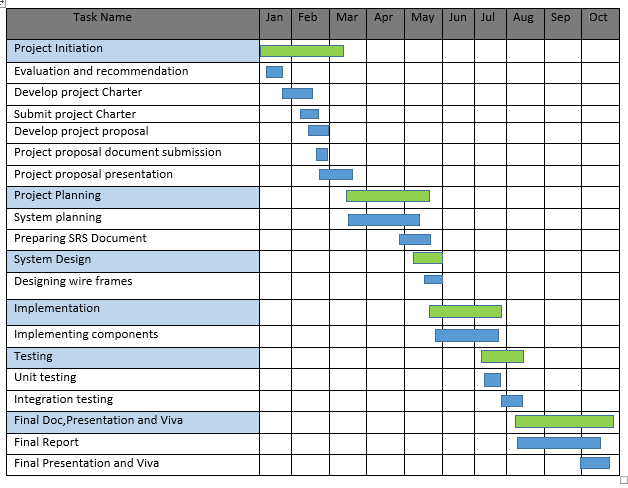 Task Name Jan Feb Mar Apr May Jun Jul Aug Sep Oct
Project Initiation
Evaluation and recommendation
Develop project Charter
Submit project Charter
Develop project proposal
Project proposal document submission
Project proposal presentation
Project Planning
System planning
Preparing SRS Document
System Design
Designing wire frames
Implementation
Implementing components
Testing
Unit testing
Integration testing
Final Doc,Presentation and Viva
Final Report
Final Presentation and Viva